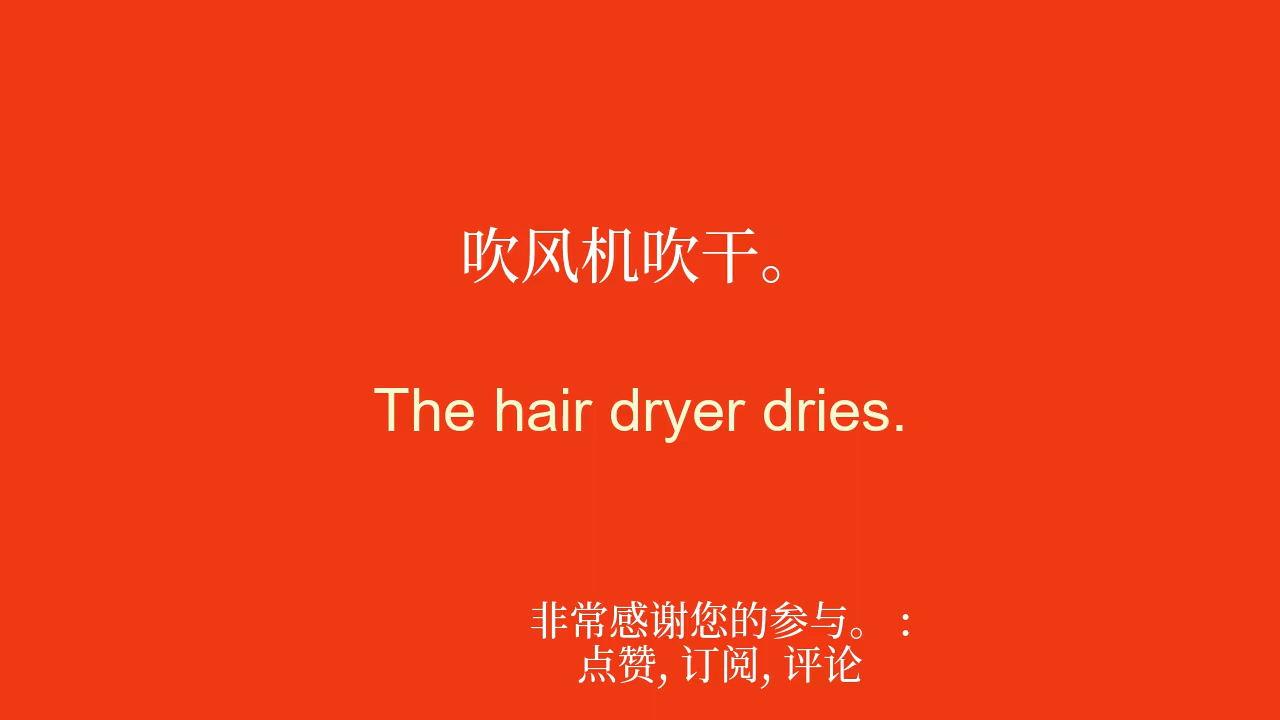 吹风机吹干。
The hair dryer dries.
非常感谢您的参与。 :
点赞, 订阅, 评论